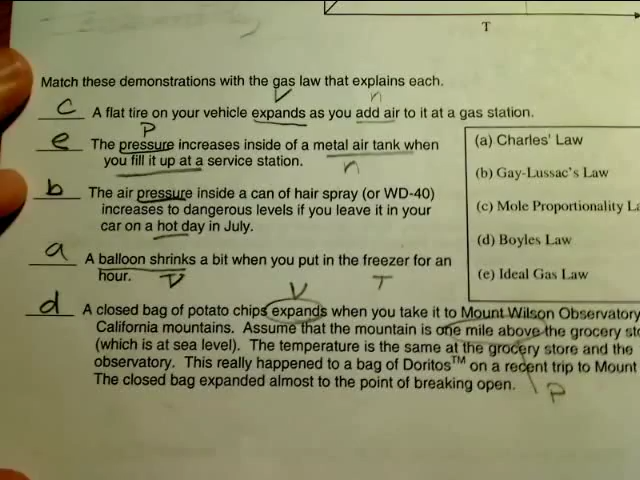 T
Match these demonstrations with the gas law that explains each.
V n
c A flat tire on your vehicle expands as you add air to it at a gas station.
P
e The pressure increases inside of a metal air tank when
you fill it up at a service station.
n
b The air pressure inside a can of hair spray (or WD-40)
increases to dangerous levels if you leave it in your
car on a hot day in July.
a A balloon shrinks a bit when you put in the freezer for an
hour.
V T
V
d A closed bag of potato chips expands when you take it to Mount Wilson Observatory
California mountains. Assume that the mountain is one mile above the grocery
(which is at sea level). The temperature is the same at the grocery store and the
observatory. This really happened to a bag of Doritos™ on a recent trip to Mount
The closed bag expanded almost to the point of breaking open.
P
(a) Charles' Law
(b) Gay-Lussac's Law
(c) Mole Proportionality
(d) Boyles Law
(e) Ideal Gas Law